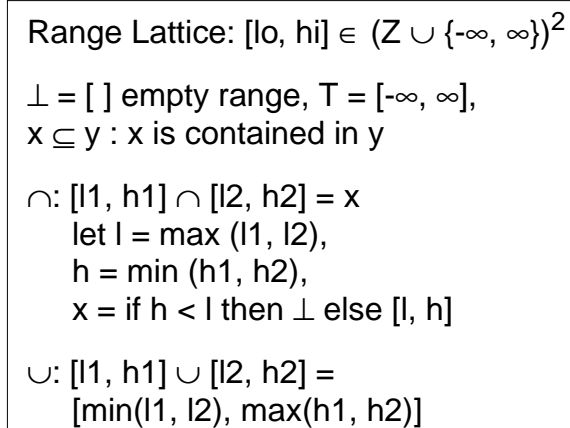 Range Lattice: [lo, hi] ∈ (Z ∪ {-∞, ∞})²
⊥ = [ ] empty range, T = [-∞, ∞],
x ⊆ y : x is contained in y
∩: [l1, h1] ∩ [l2, h2] = x
let l = max (l1, l2),
h = min (h1, h2),
x = if h < l then ⊥ else [l, h]
∪: [l1, h1] ∪ [l2, h2] =
[min(l1, l2), max(h1, h2)]